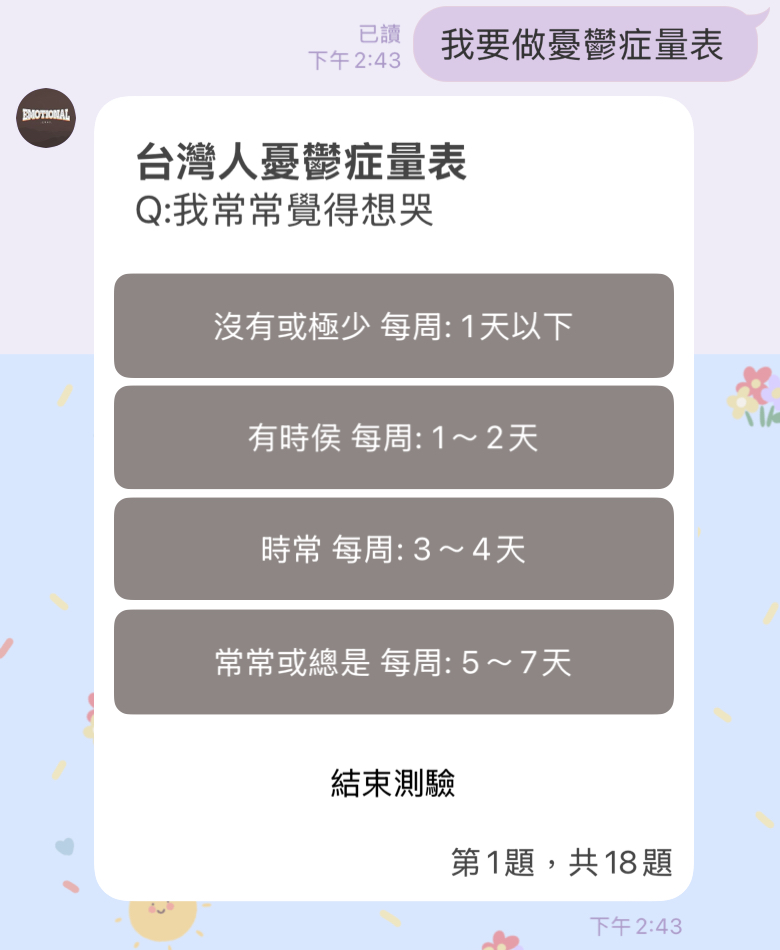 我要做憂鬱症量表
已讀
下午2:43
EMOTIONAL
台灣人憂鬱症量表
Q:我常常覺得想哭
沒有或極少 每周: 1天以下
有時侯 每周: 1～2天
時常 每周: 3～4天
常常或總是 每周: 5～7天
結束測驗
第1題，共18題
下午2:43